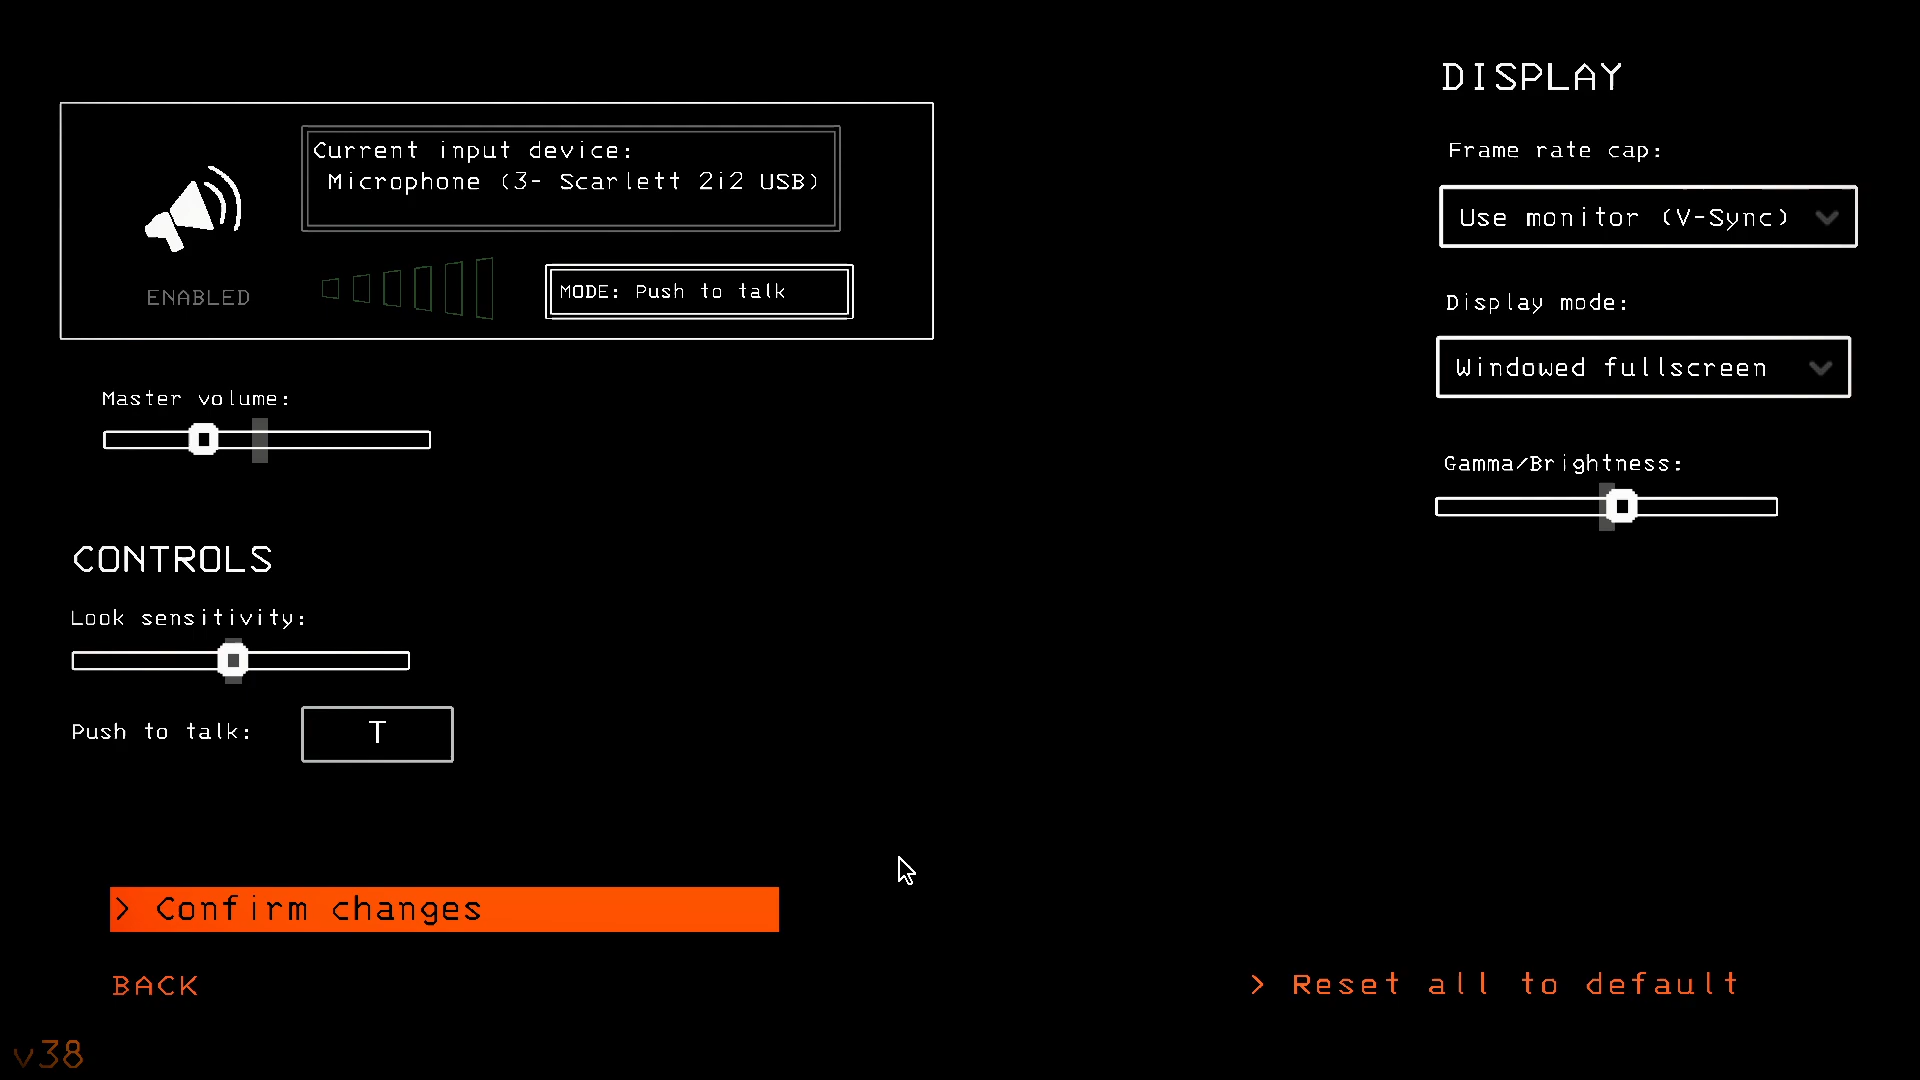 Current input device:
Microphone (3- Scarlett 2i2 USB)
ENABLED
MODE: Push to talk
Master volume:
CONTROLS
Look sensitivity:
Push to talk:
T
> Confirm changes
BACK
v38
DISPLAY
Frame rate cap:
Use monitor (V-Sync)
Display mode:
Windowed fullscreen
Gamma/Brightness:
> Reset all to default